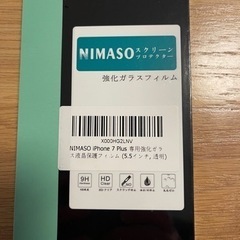 NIMASO スクリーン
プロテクター
強化ガラスフィルム
X000HG2LNV
NIMASO iPhone 7 Plus 専用強化ガラ
ス液晶保護フィルム (5.5インチ, 透明)
9H
HD
Clear